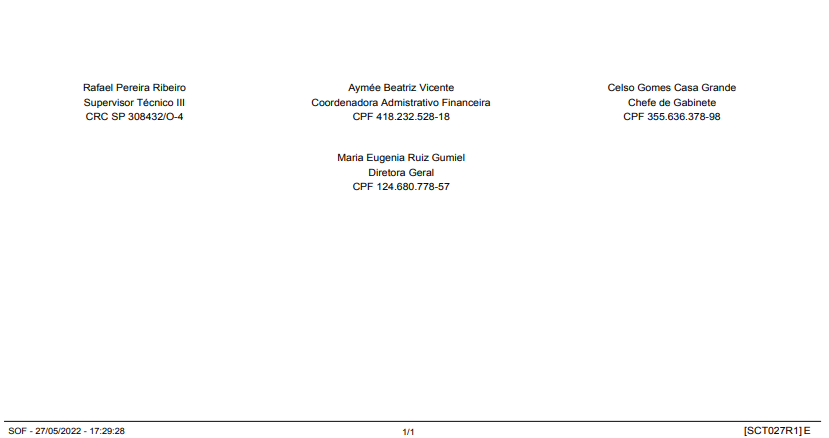 Rafael Pereira Ribeiro
Supervisor Técnico III
CRC SP 308432/O-4
Aymée Beatriz Vicente
Coordenadora Admistrativo Financeira
CPF 418.232.528-18
Celso Gomes Casa Grande
Chefe de Gabinete
CPF 355.636.378-98
Maria Eugenia Ruiz Gumiel
Diretora Geral
CPF 124.680.778-57
SOF - 27/05/2022 - 17:29:28
1/1
[SCT027R1] E